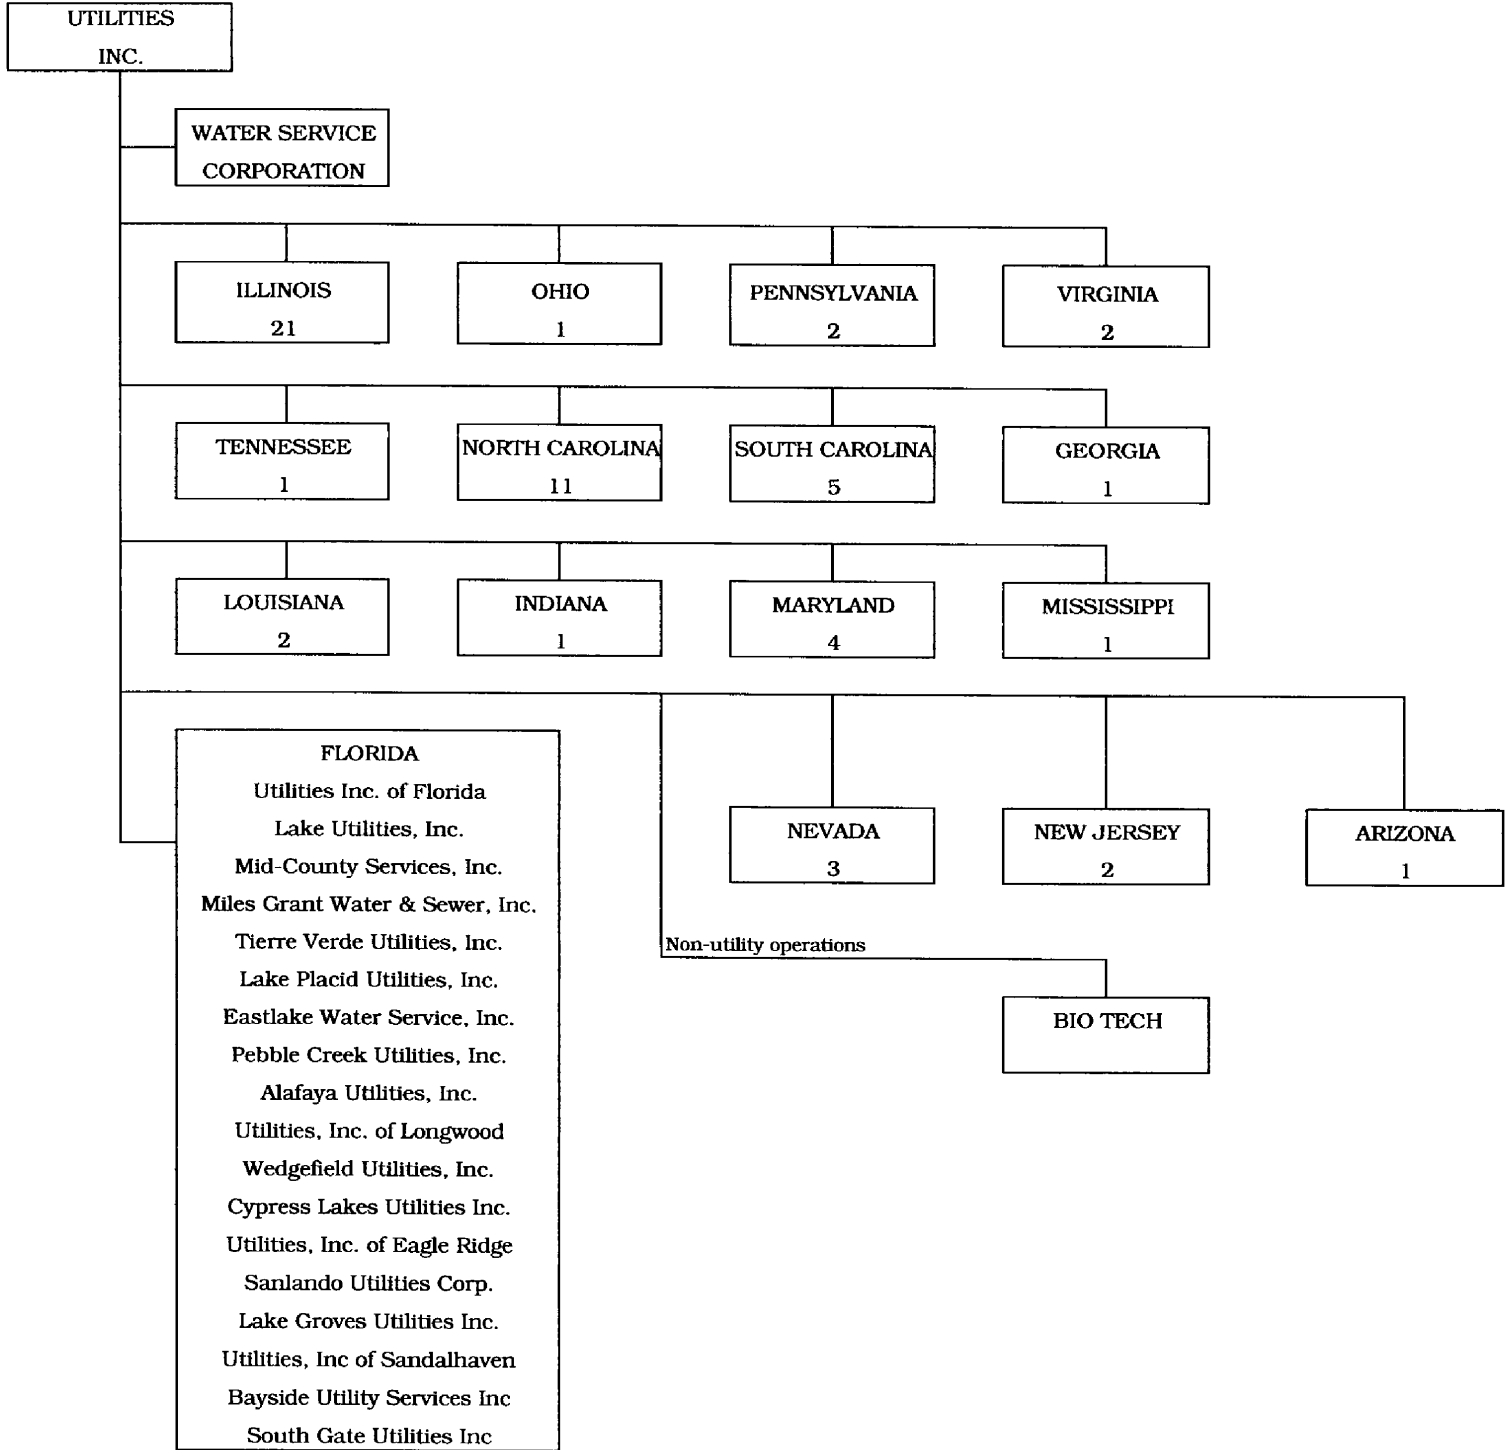 UTILITIES
INC.
WATER SERVICE
CORPORATION
ILLINOIS
21
OHIO
1
PENNSYLVANIA
2
VIRGINIA
2
TENNESSEE
1
NORTH CAROLINA
11
SOUTH CAROLINA
5
GEORGIA
1
LOUISIANA
2
INDIANA
1
MARYLAND
4
MISSISSIPPI
1
FLORIDA
Utilities Inc. of Florida
Lake Utilities, Inc.
Mid-County Services, Inc.
Miles Grant Water & Sewer, Inc.
Tierre Verde Utilities, Inc.
Lake Placid Utilities, Inc.
Eastlake Water Service, Inc.
Pebble Creek Utilities, Inc.
Alafaya Utilities, Inc.
Utilities, Inc. of Longwood
Wedgefield Utilities, Inc.
Cypress Lakes Utilities Inc.
Utilities, Inc. of Eagle Ridge
Sanlando Utilities Corp.
Lake Groves Utilities Inc.
Utilities, Inc of Sandalhaven
Bayside Utility Services Inc
South Gate Utilities Inc
NEVADA
3
NEW JERSEY
2
ARIZONA
1
Non-utility operations
BIO TECH